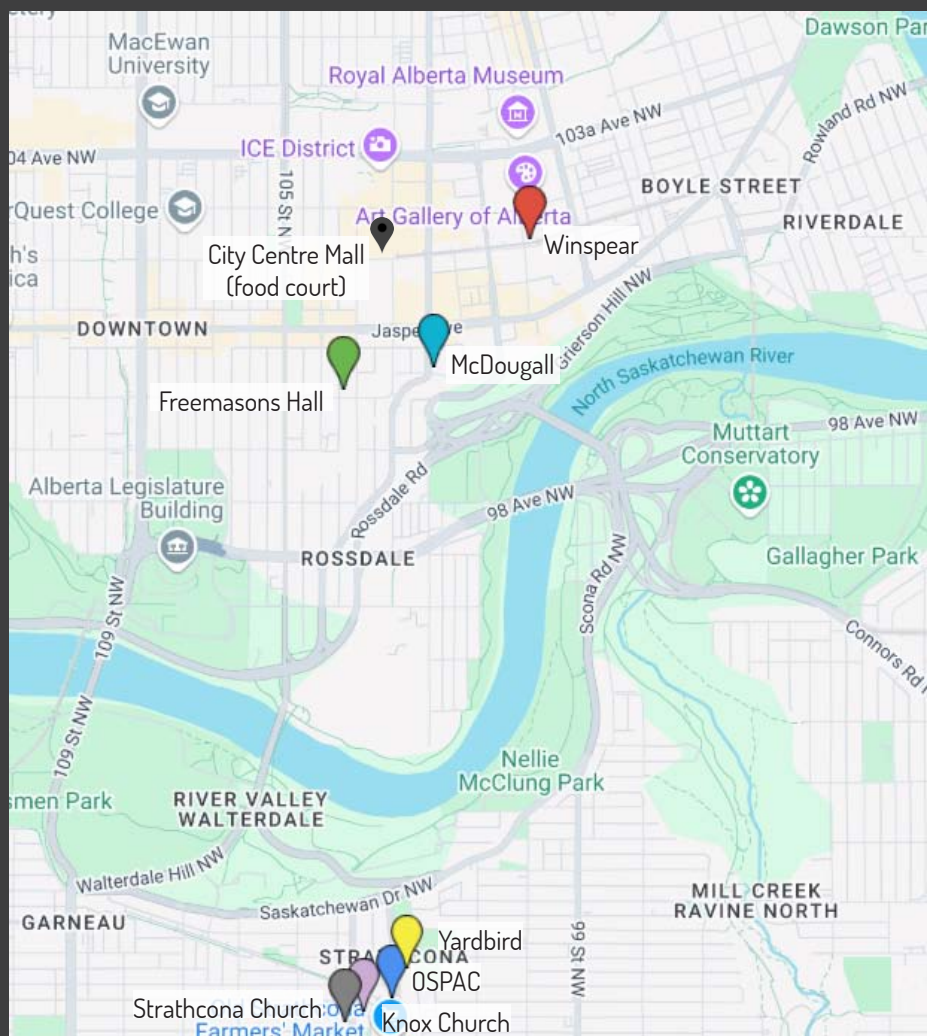 Dawson Par
MacEwan
University
Royal Alberta Museum
Rowland Rd NW
103a Ave NW
04 Ave NW
ICE District
BOYLE STREET
105 St NW
rQuest College
Art Gallery of Alberta
RIVERDALE
City Centre Mall
(food court)
Winspear
h's
ica
Grierson Hill NW
DOWNTOWN
Jasper Ave
McDougall
North Saskatchewan River
Freemasons Hall
98 Ave NW
Muttart
Conservatory
Rossdale Rd
Alberta Legislature
Building
98 Ave NW
ROSSDALE
Gallagher Park
Scona Rd NW
109 St NW
Connors Rd
109 St NW
Nellie
McClung Park
smen Park
RIVER VALLEY
WALTERDALE
Walterdale Hill NW
Saskatchewan Dr NW
MILL CREEK
RAVINE NORTH
GARNEAU
99 St NW
Yardbird
STRATHCONA
OSPAC
Strathcona Church
Knox Church
Farmers' Market